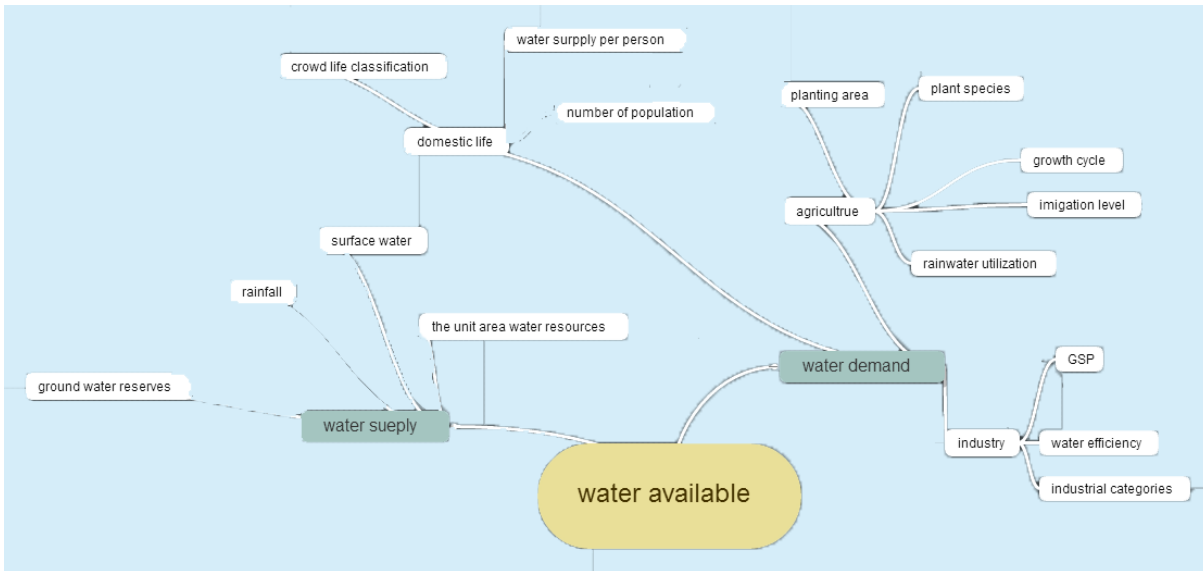 water surpply per person
crowd life classification
number of population
domestic life
surface water
rainfall
the unit area water resources
ground water reserves
water sueply
water available
planting area
plant species
growth cycle
agricultrue
imigation level
rainwater utilization
water demand
GSP
industry
water efficiency
industrial categories